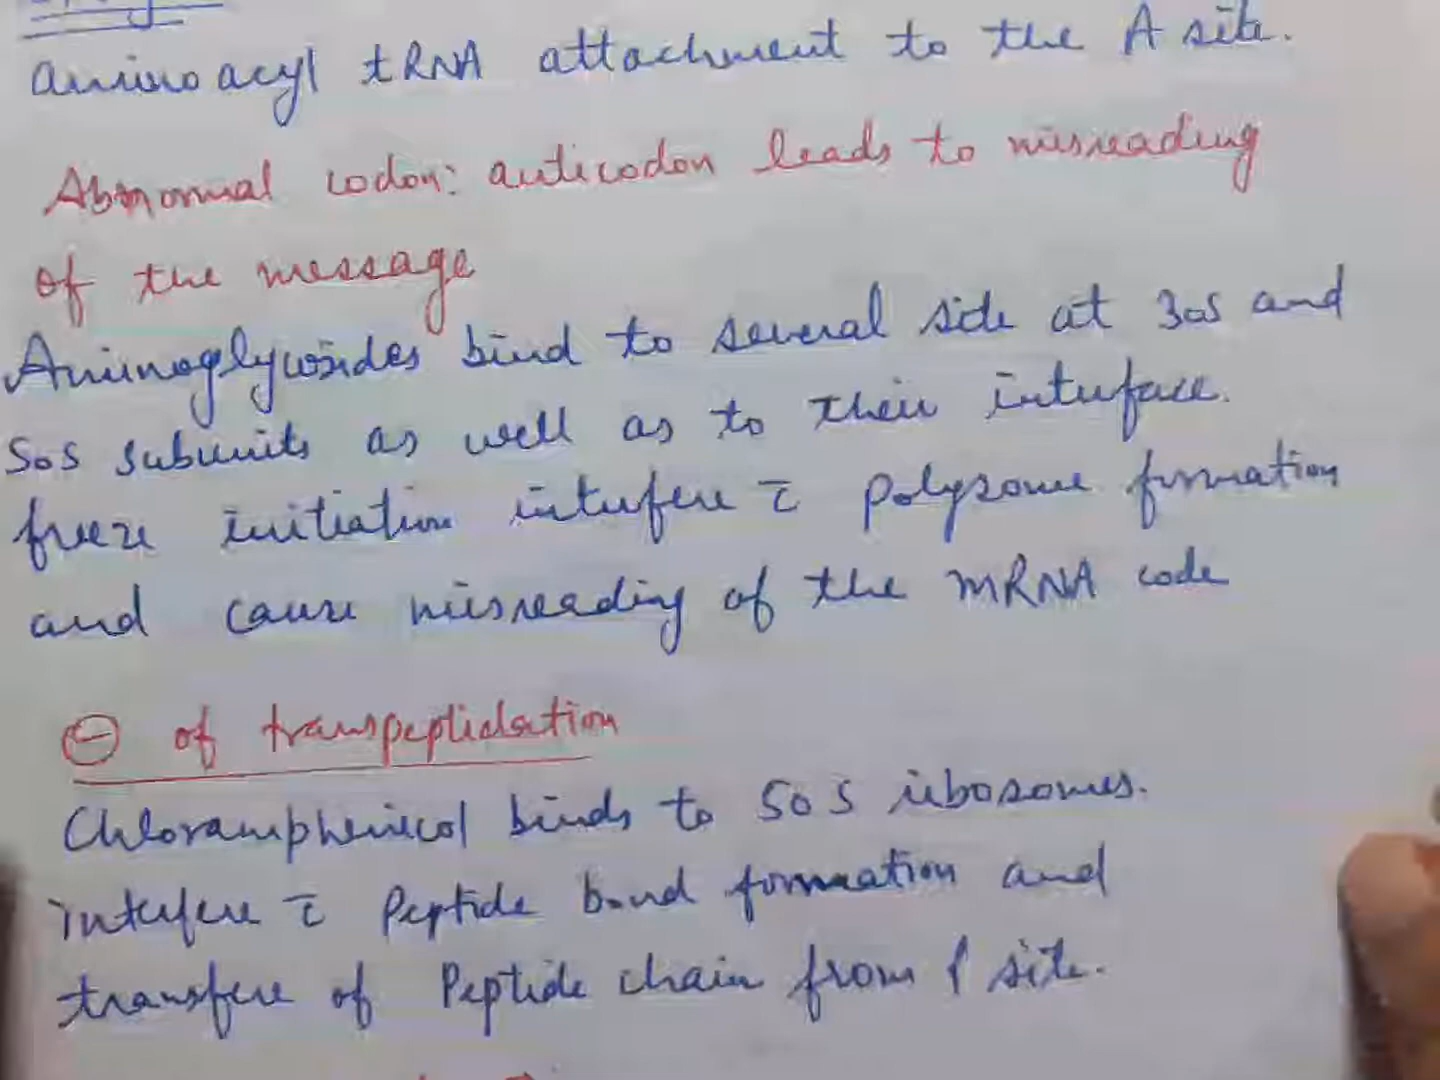 aminoacyl tRNA attachment to the A site.
Abnormal codon: anticodon leads to misreading
of the message
Aminoglycosides bind to several side at 30S and
50S subunits as well as to their interface.
freeze initiation interfere c̄ polysome formation
and cause misreading of the mRNA code
⊖ of transpeptidation
Chloramphenicol binds to 50S ribosomes.
interfere c̄ Peptide bond formation and
transfere of Peptide chain from P site.